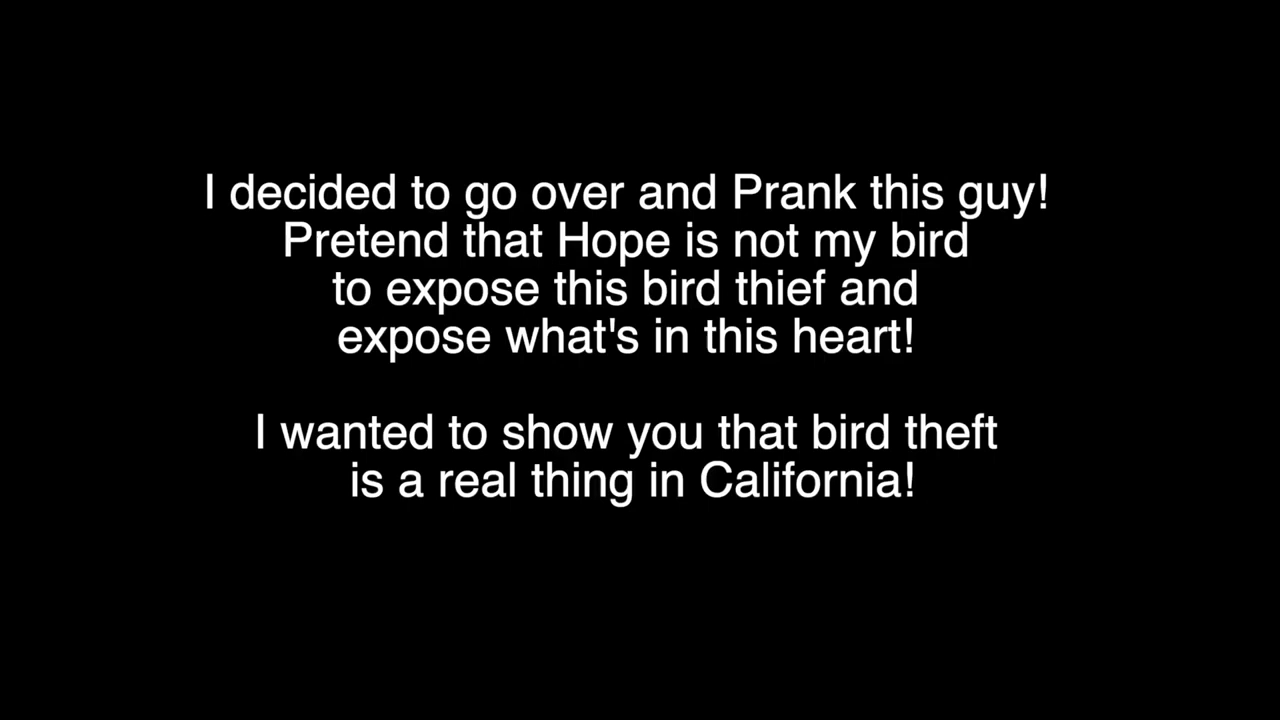 I decided to go over and Prank this guy!
Pretend that Hope is not my bird
to expose this bird thief and
expose what's in this heart!
I wanted to show you that bird theft
is a real thing in California!